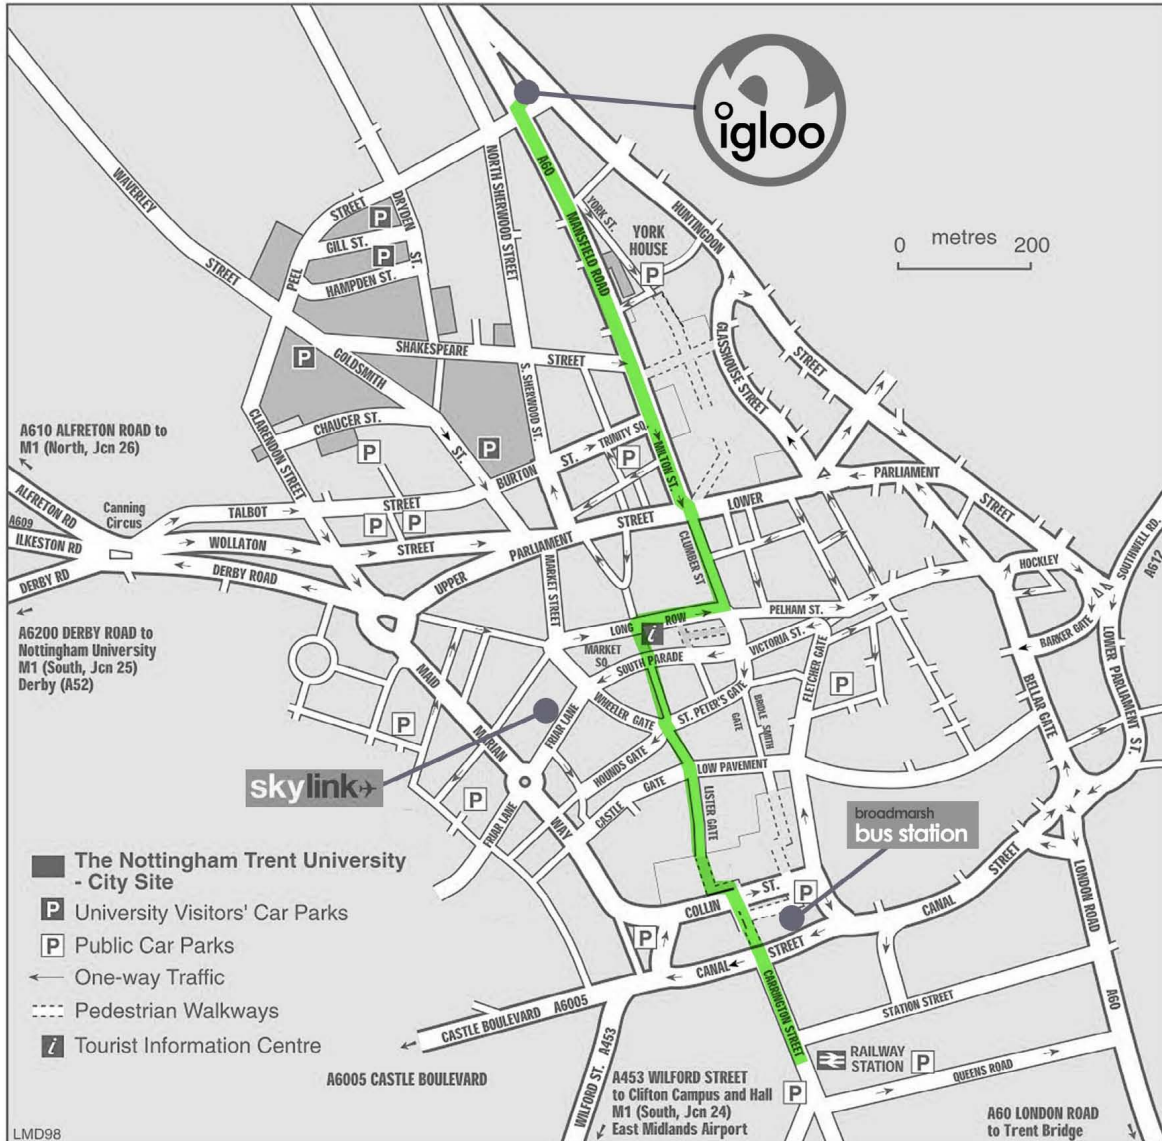 igloo
0 metres 200
A60
MANSFIELD ROAD
NORTH SHERWOOD STREET
DRYDEN
ST.
WAVERLEY
STREET
PEEL
STREET
GILL ST.
HAMPDEN ST.
P
P
P
YORK ST.
YORK
HOUSE
P
HUNTINGDON
STREET
GLASSHOUSE STREET
SHAKESPEARE
STREET
GOLDSMITH
ST.
S. SHERWOOD ST.
CHAUCER ST.
CLARENDON STREET
P
P
P
P
BURTON
ST.
TRINITY SQ.
P
MILTON ST.
A610 ALFRETON ROAD to
M1 (North, Jcn 26)
ALFRETON RD
A609
ILKESTON RD
DERBY RD
Canning
Circus
TALBOT
STREET
WOLLATON
STREET
DERBY ROAD
UPPER
PARLIAMENT
STREET
LOWER
PARLIAMENT
STREET
CLUMBER ST
MARKET STREET
HOCKLEY
SOUTHWELL RD.
A612
A6200 DERBY ROAD to
Nottingham University
M1 (South, Jcn 25)
Derby (A52)
LONG
ROW
PELHAM ST.
i
MARKET
SQ.
SOUTH PARADE
VICTORIA ST.
FLETCHER GATE
BARKER GATE
LOWER PARLIAMENT ST.
BELLAR GATE
MAID
MARIAN
WAY
WHEELER GATE
ST. PETER'S GATE
BRIDLE SMITH
GATE
P
P
P
FRIAR LANE
HOUNDS GATE
FRIAR LANE
CASTLE
GATE
LOW PAVEMENT
LISTER GATE
skylink
broadmarsh
bus station
COLLIN
ST.
P
P
CANAL
STREET
CANAL
STREET
LONDON ROAD
A60
CARRINGTON STREET
STATION STREET
QUEENS ROAD
RAILWAY
STATION
P
P
CASTLE BOULEVARD A6005
A6005 CASTLE BOULEVARD
WILFORD ST. A453
A453 WILFORD STREET
to Clifton Campus and Hall
M1 (South, Jcn 24)
East Midlands Airport
A60 LONDON ROAD
to Trent Bridge
The Nottingham Trent University
- City Site
P University Visitors' Car Parks
P Public Car Parks
One-way Traffic
Pedestrian Walkways
i Tourist Information Centre
LMD98